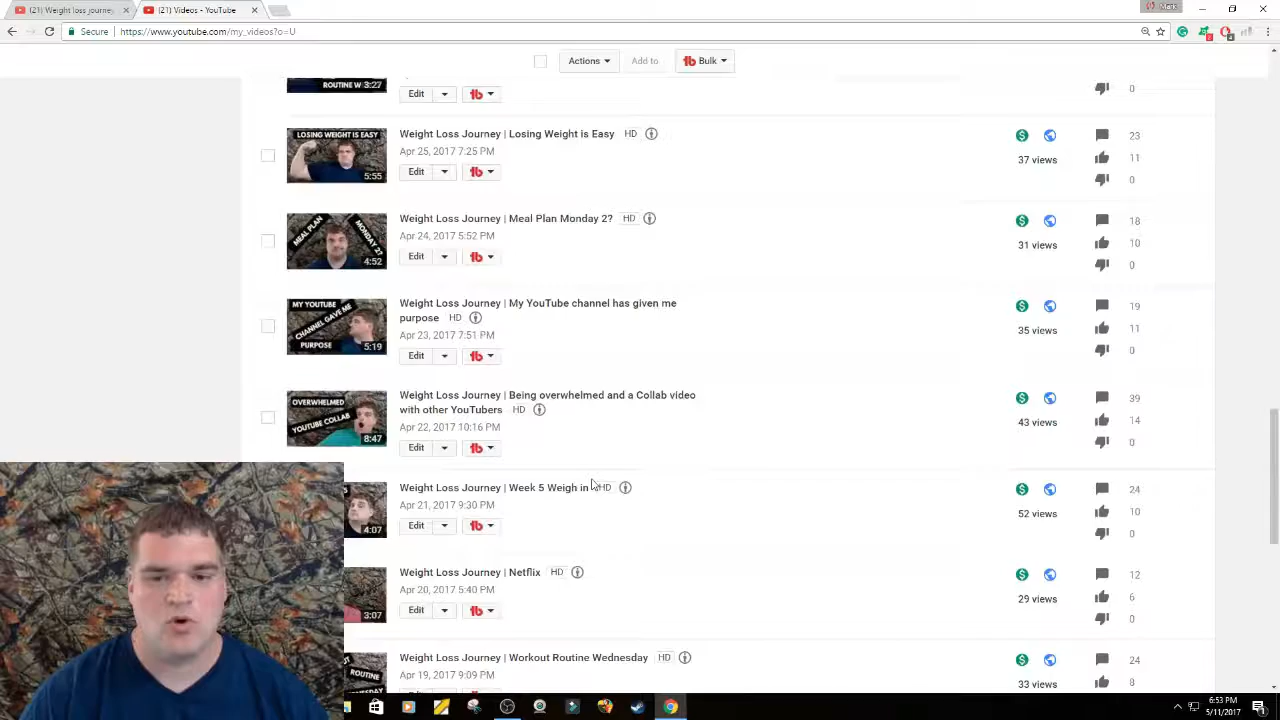 (21) Weight loss journey
(21) Videos - YouTube
Secure https://www.youtube.com/my_videos?o=U
Actions
Add to
Bulk
ROUTINE W 3:27
Edit
0
LOSING WEIGHT IS EASY
5:55
Weight Loss Journey | Losing Weight is Easy HD
Apr 25, 2017 7:25 PM
Edit
37 views
23
11
0
MEAL PLAN
MONDAY 2?
4:52
Weight Loss Journey | Meal Plan Monday 2? HD
Apr 24, 2017 5:52 PM
Edit
31 views
18
10
0
MY YOUTUBE
CHANNEL GAVE ME
PURPOSE
5:19
Weight Loss Journey | My YouTube channel has given me
purpose HD
Apr 23, 2017 7:51 PM
Edit
35 views
19
11
0
OVERWHELMED
YOUTUBE COLLAB
8:47
Weight Loss Journey | Being overwhelmed and a Collab video
with other YouTubers HD
Apr 22, 2017 10:16 PM
Edit
43 views
39
14
0
4:07
Weight Loss Journey | Week 5 Weigh in HD
Apr 21, 2017 9:30 PM
Edit
52 views
24
10
0
3:07
Weight Loss Journey | Netflix HD
Apr 20, 2017 5:40 PM
Edit
29 views
12
6
0
ROUTINE
Weight Loss Journey | Workout Routine Wednesday HD
Apr 19, 2017 9:09 PM
33 views
24
8
6:53 PM
5/11/2017